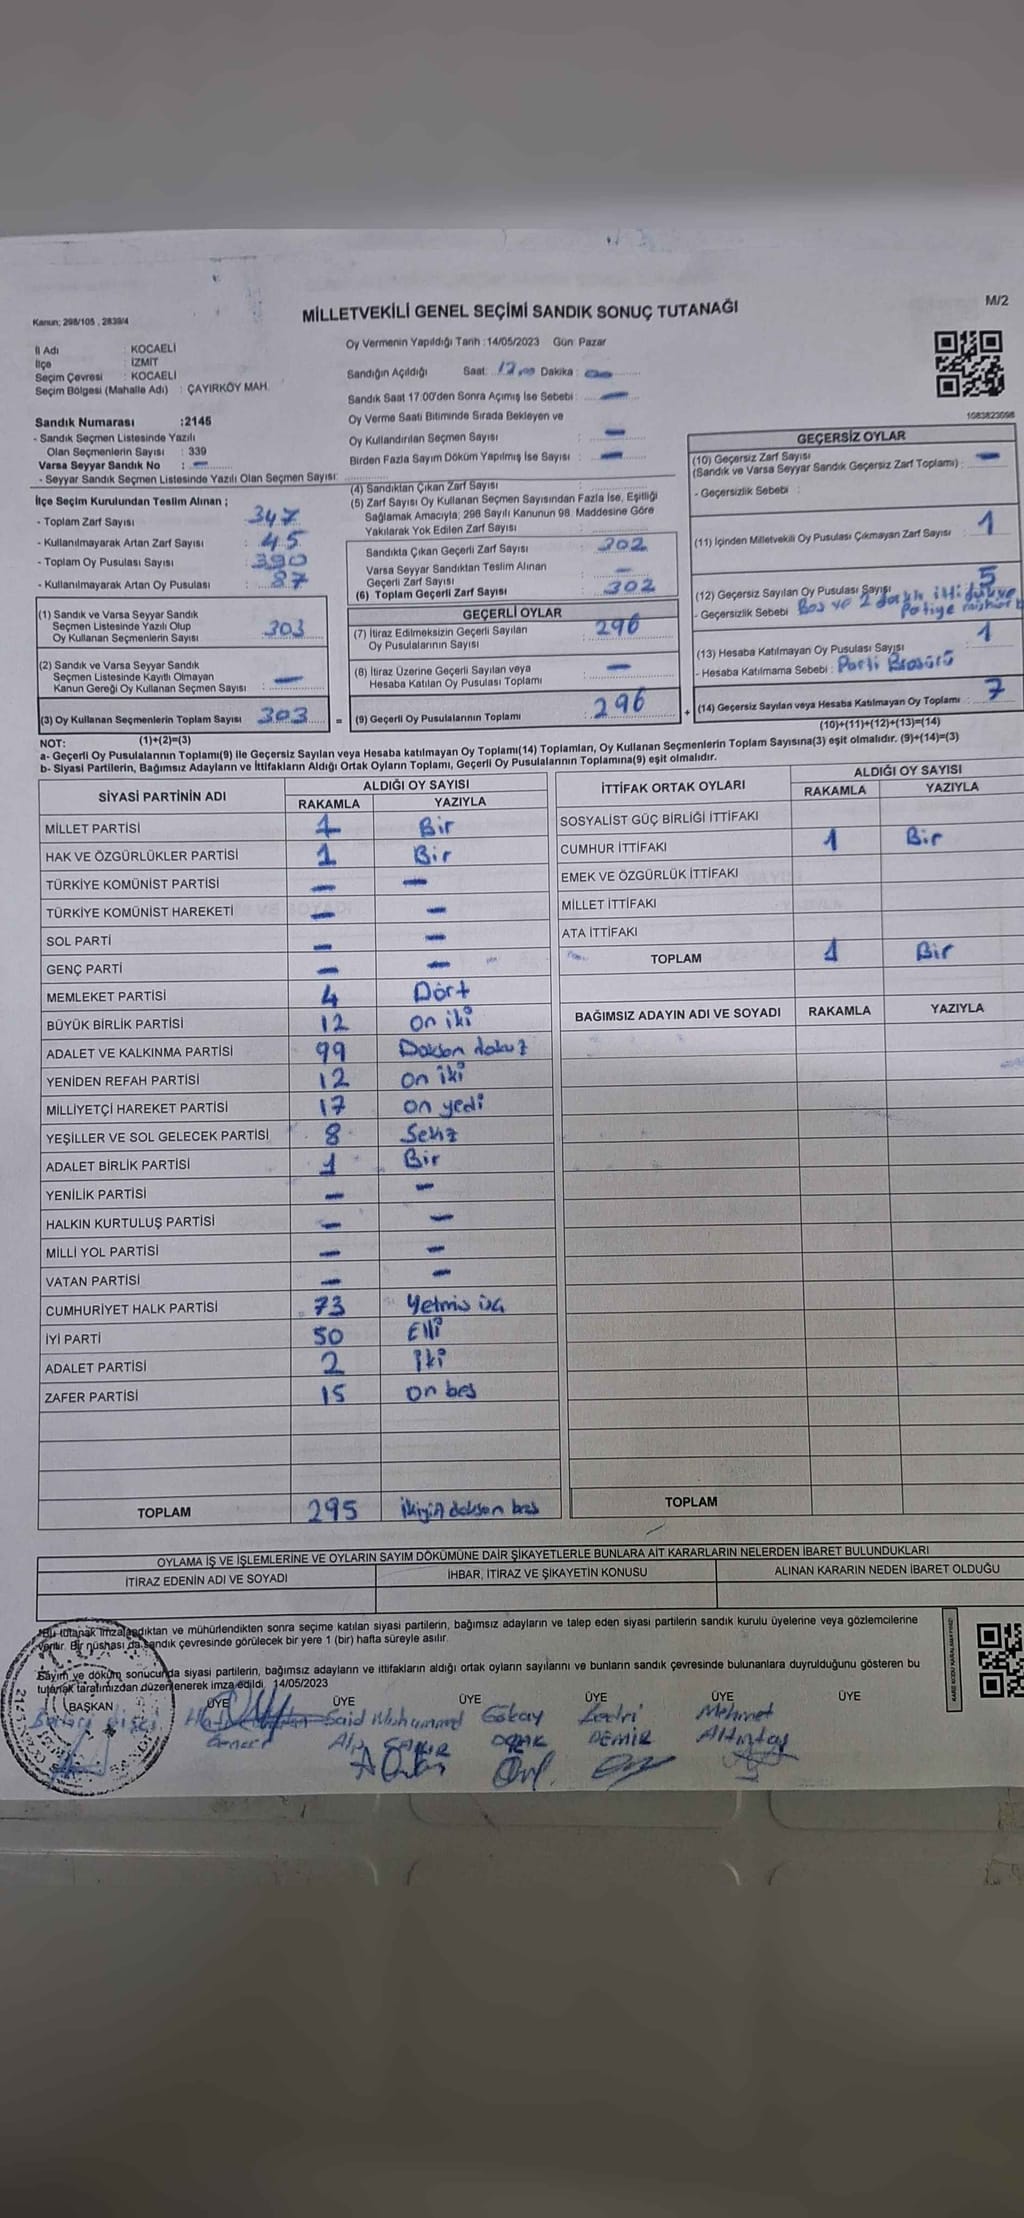 MİLLETVEKİLİ GENEL SEÇİMİ SANDIK SONUÇ TUTANAĞI
M/2
Kanun; 298/105 , 2839/4
İl Adı : KOCAELİ
İlçe : İZMİT
Seçim Çevresi : KOCAELİ
Seçim Bölgesi (Mahalle Adı) : ÇAYIRKÖY MAH.
Sandık Numarası :2145
- Sandık Seçmen Listesinde Yazılı
Olan Seçmenlerin Sayısı : 339
Varsa Seyyar Sandık No : —
- Seyyar Sandık Seçmen Listesinde Yazılı Olan Seçmen Sayısı:
Oy Vermenin Yapıldığı Tarih :14/05/2023 Gün: Pazar
Sandığın Açıldığı Saat: Dakika : —
Sandık Saat 17:00'den Sonra Açımış İse Sebebi : —
Oy Verme Saati Bitiminde Sırada Bekleyen ve
Oy Kullandırılan Seçmen Sayısı : —
Birden Fazla Sayım Döküm Yapılmış İse Sayısı : —
1083823098
İlçe Seçim Kurulundan Teslim Alınan ;
- Toplam Zarf Sayısı : 347
- Kullanılmayarak Artan Zarf Sayısı : 45
- Toplam Oy Pusulası Sayısı : 390
- Kullanılmayarak Artan Oy Pusulası : 87
(1) Sandık ve Varsa Seyyar Sandık
Seçmen Listesinde Yazılı Olup
Oy Kullanan Seçmenlerin Sayısı : 303
(2) Sandık ve Varsa Seyyar Sandık
Seçmen Listesinde Kayıtlı Olmayan
Kanun Gereği Oy Kullanan Seçmen Sayısı : —
(3) Oy Kullanan Seçmenlerin Toplam Sayısı 303 =
(4) Sandıktan Çıkan Zarf Sayısı :
(5) Zarf Sayısı Oy Kullanan Seçmen Sayısından Fazla İse, Eşitliği
Sağlamak Amacıyla; 298 Sayılı Kanunun 98. Maddesine Göre
Yakılarak Yok Edilen Zarf Sayısı :
Sandıkta Çıkan Geçerli Zarf Sayısı : 302
Varsa Seyyar Sandıktan Teslim Alınan
Geçerli Zarf Sayısı : —
(6) Toplam Geçerli Zarf Sayısı : 302
GEÇERLİ OYLAR
(7) İtiraz Edilmeksizin Geçerli Sayılan
Oy Pusulalarının Sayısı : 296
(8) İtiraz Üzerine Geçerli Sayılan veya
Hesaba Katılan Oy Pusulası Toplamı : —
(9) Geçerli Oy Pusulalarının Toplamı : 296 +
GEÇERSİZ OYLAR
(10) Geçersiz Zarf Sayısı
(Sandık ve Varsa Seyyar Sandık Geçersiz Zarf Toplamı) : —
- Geçersizlik Sebebi :
(11) İçinden Milletvekili Oy Pusulası Çıkmayan Zarf Sayısı : 1
(12) Geçersiz Sayılan Oy Pusulası Sayısı : 5
- Geçersizlik Sebebi Boş ve 2 farklı
(13) Hesaba Katılmayan Oy Pusulası Sayısı : 1
- Hesaba Katılmama Sebebi : Parti Broşürü
(14) Geçersiz Sayılan veya Hesaba Katılmayan Oy Toplamı : 7
(10)+(11)+(12)+(13)=(14)
NOT: (1)+(2)=(3)
a- Geçerli Oy Pusulalarının Toplamı(9) ile Geçersiz Sayılan veya Hesaba katılmayan Oy Toplamı(14) Toplamları, Oy Kullanan Seçmenlerin Toplam Sayısına(3) eşit olmalıdır. (9)+(14)=(3)
b- Siyasi Partilerin, Bağımsız Adayların ve İttifakların Aldığı Ortak Oyların Toplamı, Geçerli Oy Pusulalarının Toplamına(9) eşit olmalıdır.
SİYASİ PARTİNİN ADI ALDIĞI OY SAYISI
RAKAMLA YAZIYLA
MİLLET PARTİSİ 1 Bir
HAK VE ÖZGÜRLÜKLER PARTİSİ 1 Bir
TÜRKİYE KOMÜNİST PARTİSİ — —
TÜRKİYE KOMÜNİST HAREKETİ — —
SOL PARTİ — —
GENÇ PARTİ — —
MEMLEKET PARTİSİ 4 Dört
BÜYÜK BİRLİK PARTİSİ 12 on iki
ADALET VE KALKINMA PARTİSİ 99 Doksan dokuz
YENİDEN REFAH PARTİSİ 12 on iki
MİLLİYETÇİ HAREKET PARTİSİ 17 on yedi
YEŞİLLER VE SOL GELECEK PARTİSİ 8 Sekiz
ADALET BİRLİK PARTİSİ 1 Bir
YENİLİK PARTİSİ — —
HALKIN KURTULUŞ PARTİSİ — —
MİLLİ YOL PARTİSİ — —
VATAN PARTİSİ — —
CUMHURİYET HALK PARTİSİ 73 Yetmiş üç
İYİ PARTİ 50 Elli
ADALET PARTİSİ 2 iki
ZAFER PARTİSİ 15 on beş
TOPLAM 295 ikiyüz doksan beş
İTTİFAK ORTAK OYLARI ALDIĞI OY SAYISI
RAKAMLA YAZIYLA
SOSYALİST GÜÇ BİRLİĞİ İTTİFAKI
CUMHUR İTTİFAKI 1 Bir
EMEK VE ÖZGÜRLÜK İTTİFAKI
MİLLET İTTİFAKI
ATA İTTİFAKI
TOPLAM 1 Bir
BAĞIMSIZ ADAYIN ADI VE SOYADI RAKAMLA YAZIYLA
TOPLAM
OYLAMA İŞ VE İŞLEMLERİNE VE OYLARIN SAYIM DÖKÜMÜNE DAİR ŞİKAYETLERLE BUNLARA AİT KARARLARIN NELERDEN İBARET BULUNDUKLARI
İTİRAZ EDENİN ADI VE SOYADI İHBAR, İTİRAZ VE ŞİKAYETİN KONUSU ALINAN KARARIN NEDEN İBARET OLDUĞU
Bu tutanak imzalandıktan ve mühürlendikten sonra seçime katılan siyasi partilerin, bağımsız adayların ve talep eden siyasi partilerin sandık kurulu üyelerine veya gözlemcilerine
verilir. Bir nüshası da sandık çevresinde görülecek bir yere 1 (bir) hafta süreyle asılır.
Sayım ve döküm sonucunda siyasi partilerin, bağımsız adayların ve ittifakların aldığı ortak oyların sayılarını ve bunların sandık çevresinde bulunanlara duyrulduğunu gösteren bu
tutanak tarafımızdan düzenlenerek imza edildi. 14/05/2023
BAŞKAN ÜYE ÜYE ÜYE ÜYE ÜYE ÜYE
Said Muhammed Gökay Mehmet
Alp DEMİR Altıntaş